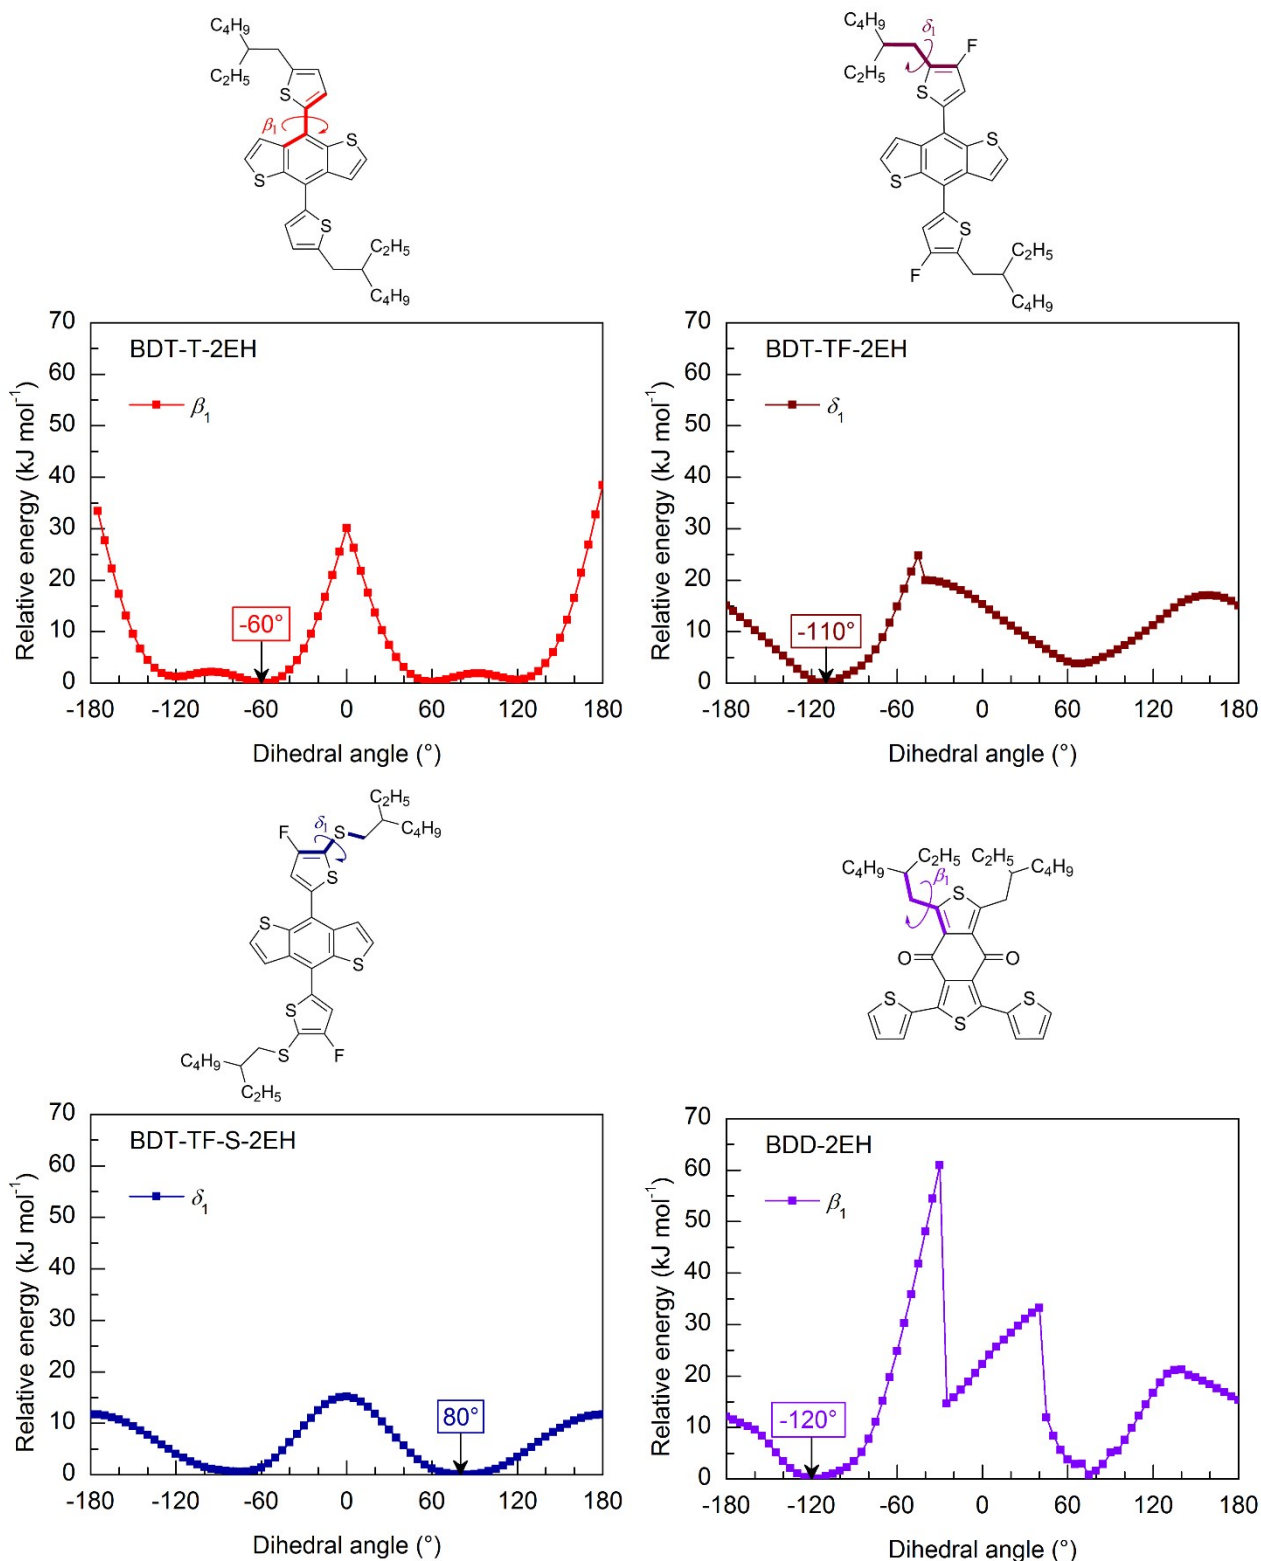 C₄H₉
C₂H₅
S
β₁
S
S
S
C₂H₅
C₄H₉
70
60
50
40
30
20
10
0
Relative energy (kJ mol⁻¹)
BDT-T-2EH
β₁
-60°
-180 -120 -60 0 60 120 180
Dihedral angle (°)
C₄H₉
δ₁
F
C₂H₅
S
S
S
S
C₂H₅
F
C₄H₉
70
60
50
40
30
20
10
0
Relative energy (kJ mol⁻¹)
BDT-TF-2EH
δ₁
-110°
-180 -120 -60 0 60 120 180
Dihedral angle (°)
C₂H₅
δ₁
F
S
C₄H₉
S
S
S
S
C₄H₉
S
F
C₂H₅
70
60
50
40
30
20
10
0
Relative energy (kJ mol⁻¹)
BDT-TF-S-2EH
δ₁
80°
-180 -120 -60 0 60 120 180
Dihedral angle (°)
C₄H₉ C₂H₅ C₂H₅ C₄H₉
β₁
S
O O
S S
S
70
60
50
40
30
20
10
0
Relative energy (kJ mol⁻¹)
BDD-2EH
β₁
-120°
-180 -120 -60 0 60 120 180
Dihedral angle (°)